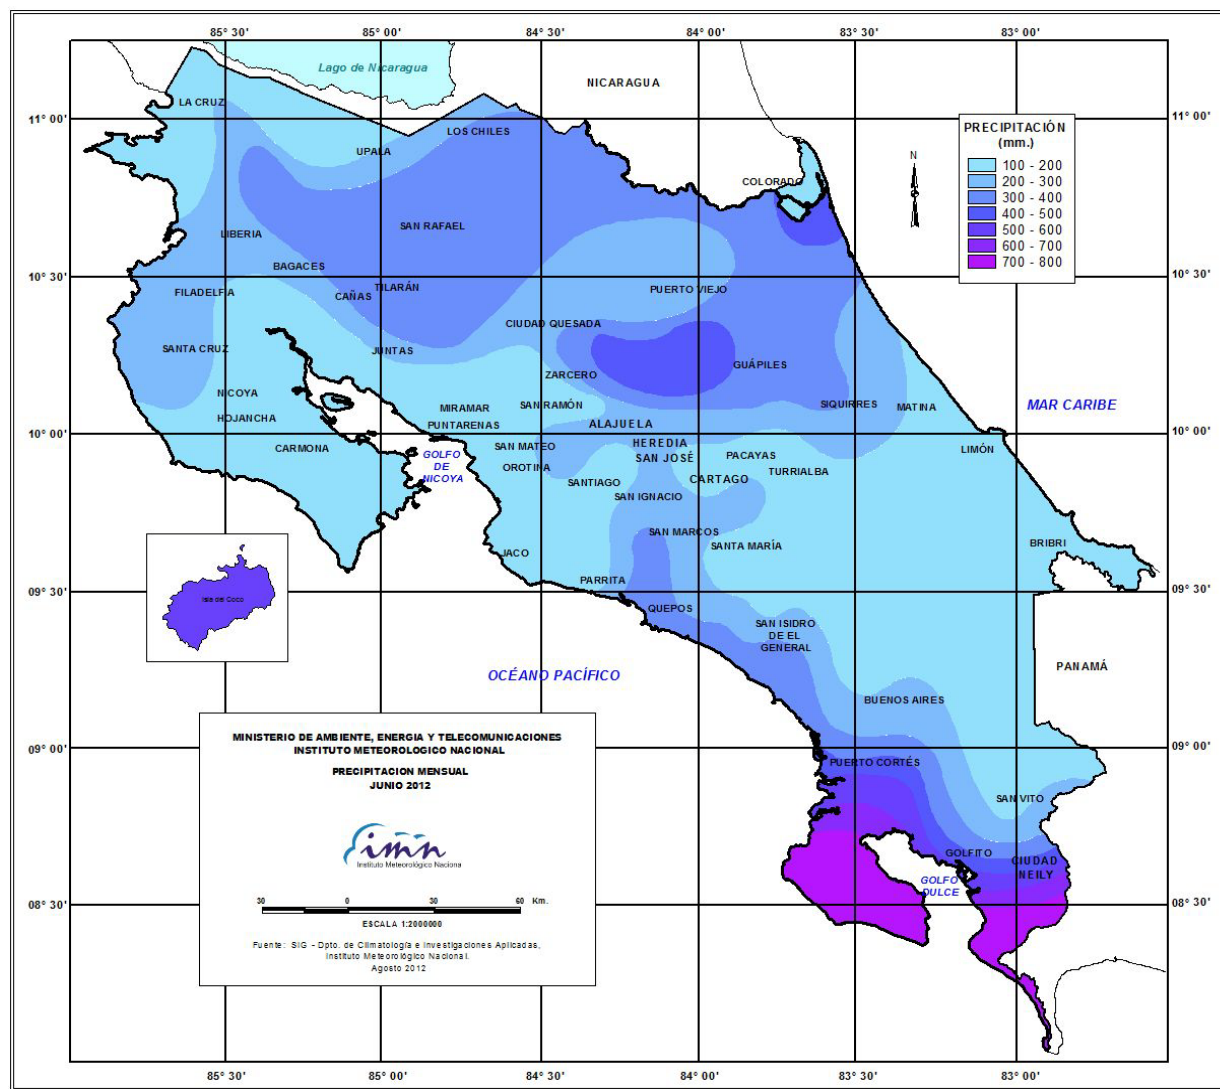 85° 30'
85° 00'
84° 30'
84° 00'
83° 30'
83° 00'
Lago de Nicaragua
NICARAGUA
LA CRUZ
11° 00'
11° 00'
LOS CHILES
UPALA
PRECIPITACIÓN
(mm.)
100 - 200
200 - 300
300 - 400
400 - 500
500 - 600
600 - 700
700 - 800
N
COLORADO
SAN RAFAEL
LIBERIA
BAGACES
10° 30'
10° 30'
FILADELFIA
CAÑAS
TILARÁN
PUERTO VIEJO
CIUDAD QUESADA
SANTA CRUZ
JUNTAS
GUÁPILES
ZARCERO
NICOYA
MIRAMAR
SAN RAMÓN
SIQUIRRES
MATINA
MAR CARIBE
HOJANCHA
PUNTARENAS
ALAJUELA
10° 00'
10° 00'
CARMONA
GOLFO
DE
NICOYA
SAN MATEO
HEREDIA
SAN JOSÉ
PACAYAS
LIMÓN
OROTINA
TURRIALBA
SANTIAGO
CARTAGO
SAN IGNACIO
SAN MARCOS
SANTA MARÍA
BRIBRI
JACO
PARRITA
09° 30'
09° 30'
Isla del Coco
QUEPOS
SAN ISIDRO
DE EL
GENERAL
OCÉANO PACÍFICO
PANAMÁ
BUENOS AIRES
09° 00'
09° 00'
MINISTERIO DE AMBIENTE, ENERGIA Y TELECOMUNICACIONES
INSTITUTO METEOROLOGICO NACIONAL
PRECIPITACION MENSUAL
JUNIO 2012
imn
Instituto Meteorológico Naciona
30 0 30 60 Km.
ESCALA 1:2000000
Fuente: SIG - Dpto. de Climatología e Investigaciones Aplicadas,
Instituto Meteorológico Nacional.
Agosto 2012
PUERTO CORTÉS
SAN VITO
GOLFITO
CIUDAD
NEILY
GOLFO
DULCE
08° 30'
08° 30'
85° 30'
85° 00'
84° 30'
84° 00'
83° 30'
83° 00'